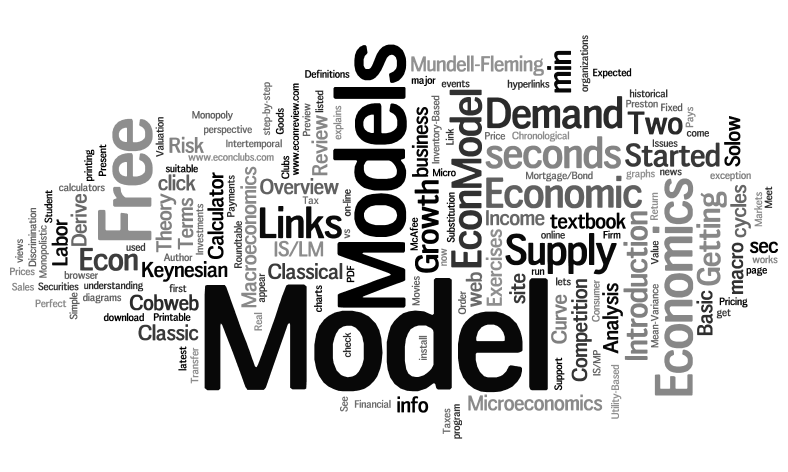 Mundell-Fleming
min
organizations
Expected
Definitions
major
events
hyperlinks
Models
Demand
historical
Preston
Fixed
Pays
Two
come
Solow
Monopoly
perspective
step-by-step
Goods
www.econreview.com
Preview
listed
Review
explains
business
Inventory-Based
Link
EconModel
Price
Chronological
Issues
seconds
Started
Free
Valuation
Risk
Intertemporal
www.econclubs.com
Clubs
suitable
Present
printing
calculators
click
Calculator
Payments
Overview
Tax
on-line
vs
Micro
Mortgage/Bond
graphs
news
exception
Economic
Student
Derive
Theory
Terms
Investments
Roundtable
Links
McAfee
Growth
Substitution
now
Income
textbook
Return
Economics
Getting
cycles
Markets
Meet
Discrimination
Monopolistic
views
Labor
Econ
used
Author
Macroeconomics
IS/LM
Exercises
online
Firm
Supply
Introduction
Value
macro
sec
works
page
Prices
browser
Keynesian
Classical
PDF
appear
charts
Movies
web
Order
site
run
lets
Sales
Securities
understanding
first
Perfect
Simple
diagrams
Cobweb
download
Printable
Classic
Real
Model
check
install
Curve
Competition
Consumer
IS/MP
Analysis
Mean-Variance
Basic
Pricing
get
latest
Transfer
Support
Utility-Based
See
Financial
info
Taxes
program
Microeconomics